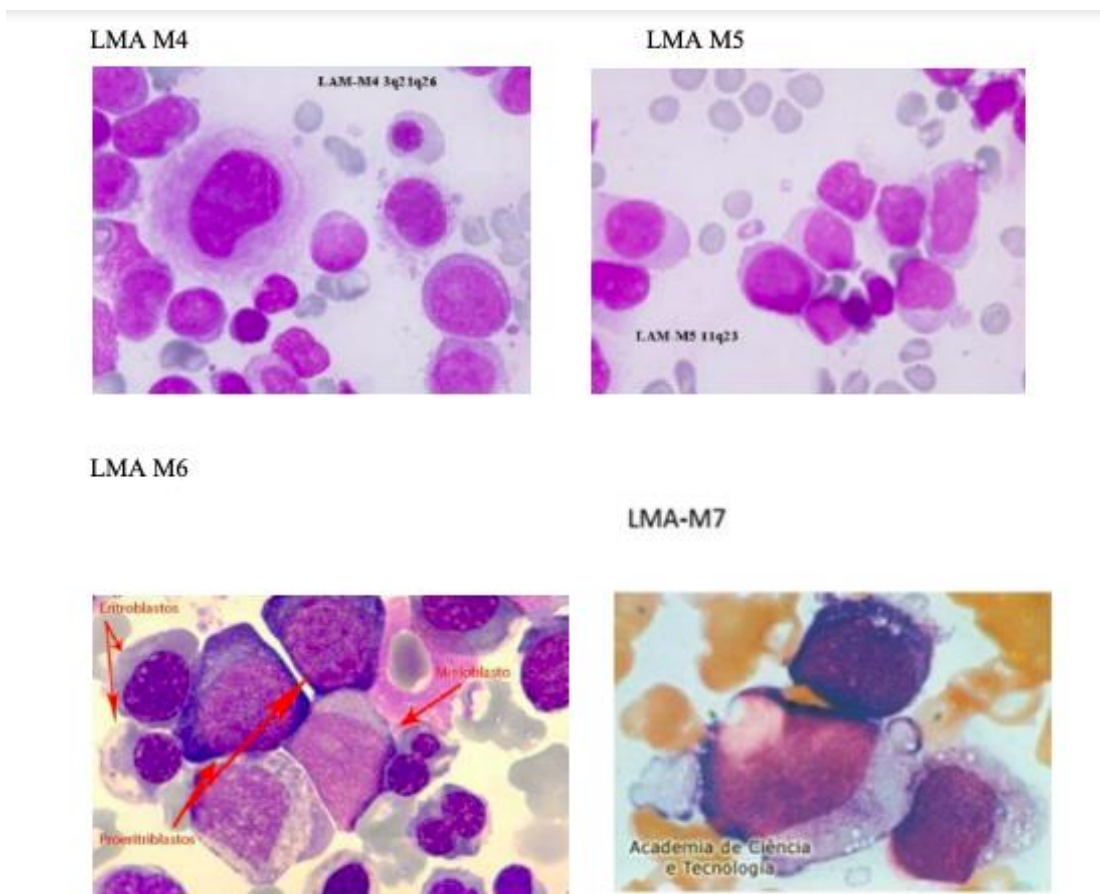 LMA M4
LMA M5
LAM-M4 3q21q26
LAM-M5 11q23
LMA M6
LMA-M7
Eritroblastos
Mieloblasto
Proeritriblastos
Academia de Ciência
e Tecnologia